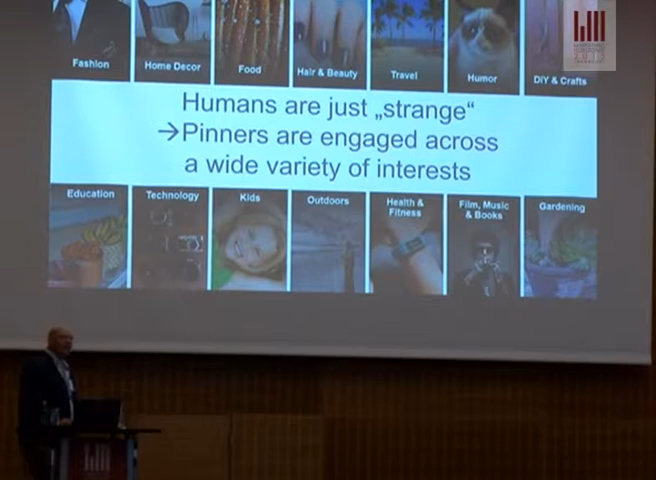 Fashion
Home Decor
Food
Hair & Beauty
Travel
Humor
DIY & Crafts
Humans are just „strange“
→Pinners are engaged across
a wide variety of interests
Education
Technology
Kids
Outdoors
Health &
Fitness
Film, Music
& Books
Gardening